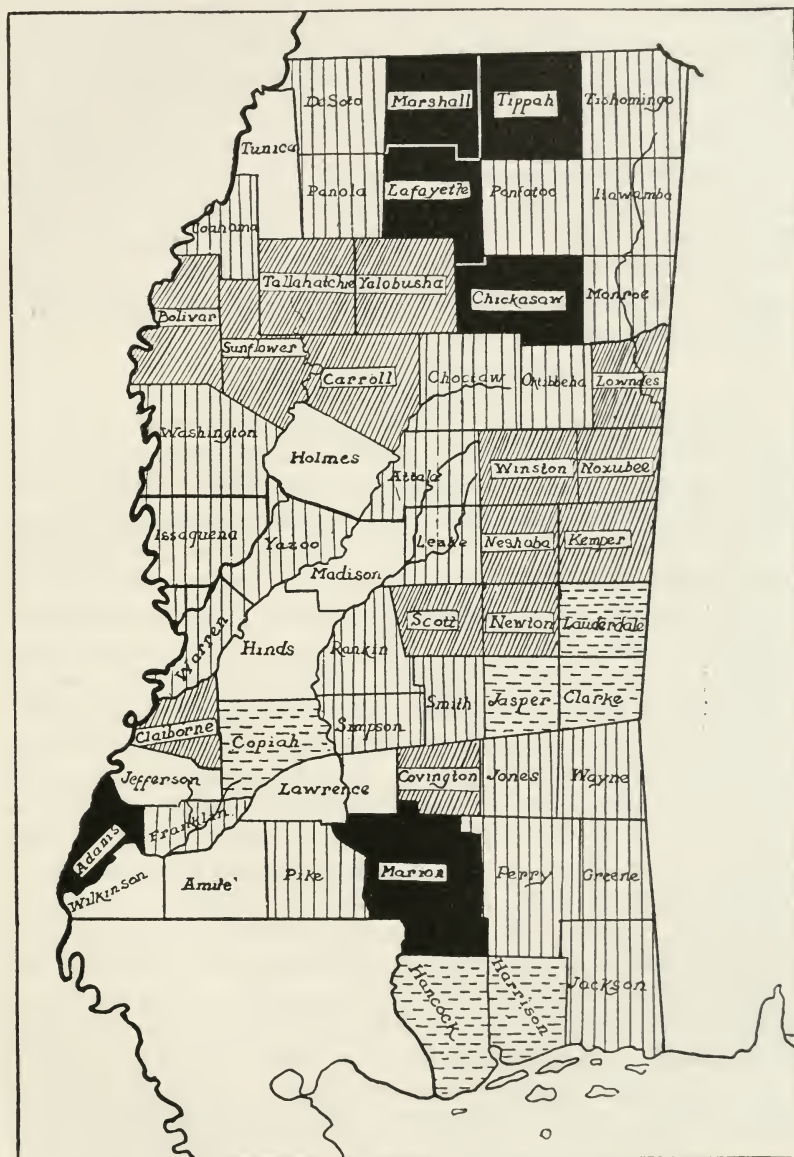 DeSoto
Marshall
Tippah
Tishomingo
Tunica
Panola
Lafayette
Pontotoc
Itawamba
Coahama
Tallahatchie
Yalobusha
Chickasaw
Monroe
Bolivar
Sunflower
Carroll
Choctaw
Oktibbeha
Lowndes
Washington
Holmes
Attala
Winston
Noxubee
Issaquena
Yazoo
Leake
Neshaba
Kemper
Madison
Warren
Hinds
Rankin
Scott
Newton
Lauderdale
Claiborne
Copiah
Simpson
Smith
Jasper
Clarke
Jefferson
Lawrence
Covington
Jones
Wayne
Adams
Franklin
Wilkinson
Amite
Pike
Marion
Perry
Greene
Hancock
Harrison
Jackson